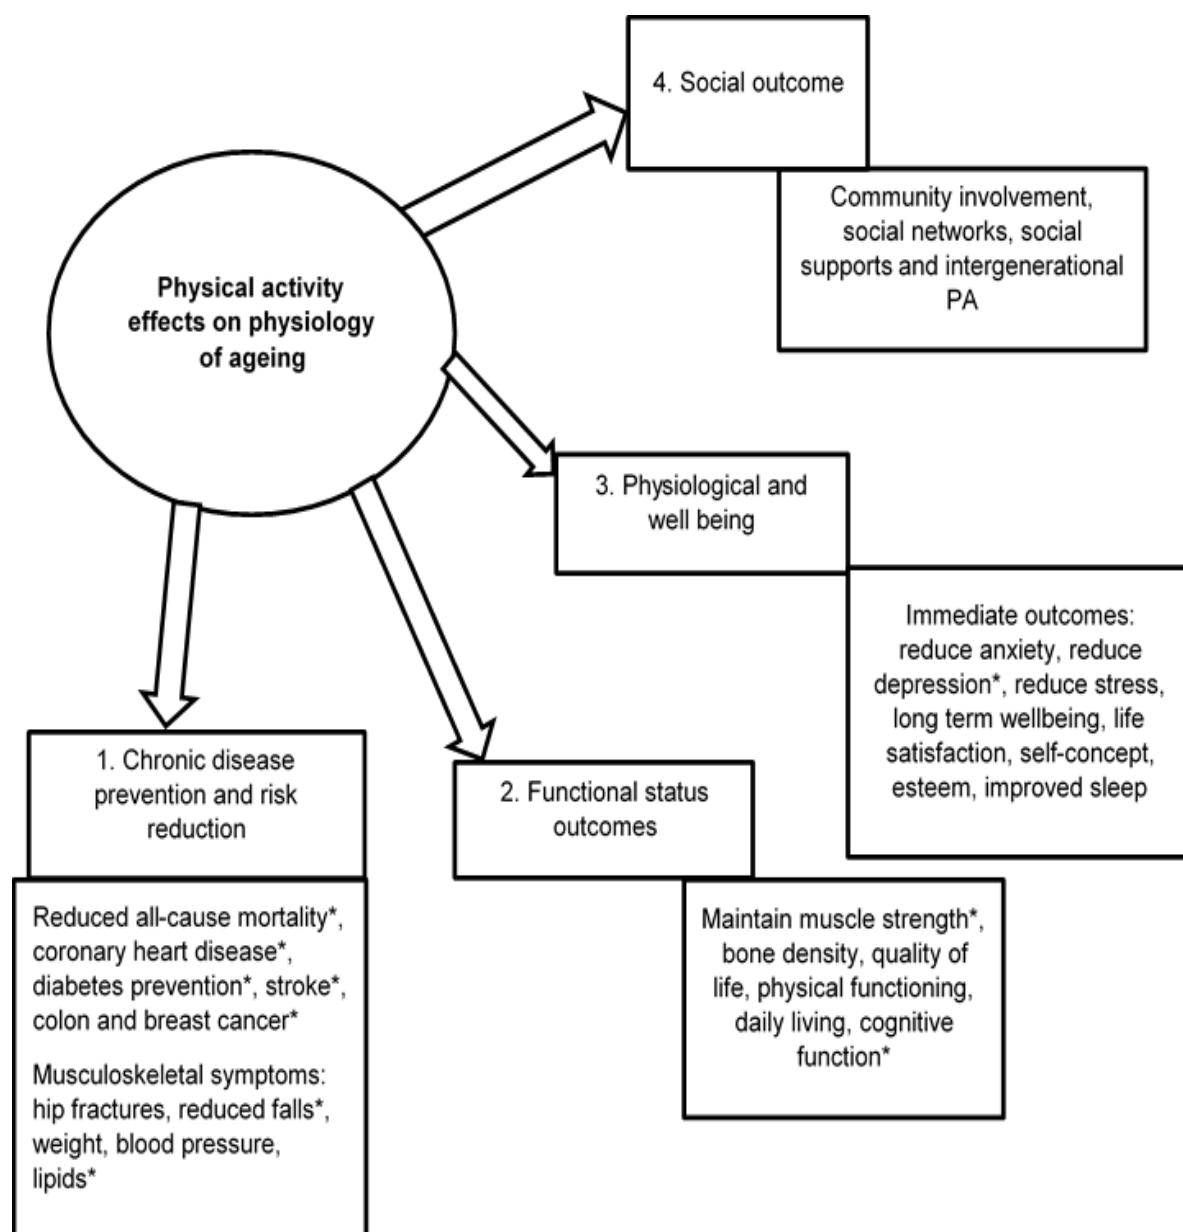 4. Social outcome
Community involvement,
social networks, social
supports and intergenerational
PA
Physical activity
effects on physiology
of ageing
3. Physiological and
well being
Immediate outcomes:
reduce anxiety, reduce
depression*, reduce stress,
long term wellbeing, life
satisfaction, self-concept,
esteem, improved sleep
1. Chronic disease
prevention and risk
reduction
2. Functional status
outcomes
Reduced all-cause mortality*,
coronary heart disease*,
diabetes prevention*, stroke*,
colon and breast cancer*
Musculoskeletal symptoms:
hip fractures, reduced falls*,
weight, blood pressure,
lipids*
Maintain muscle strength*,
bone density, quality of
life, physical functioning,
daily living, cognitive
function*